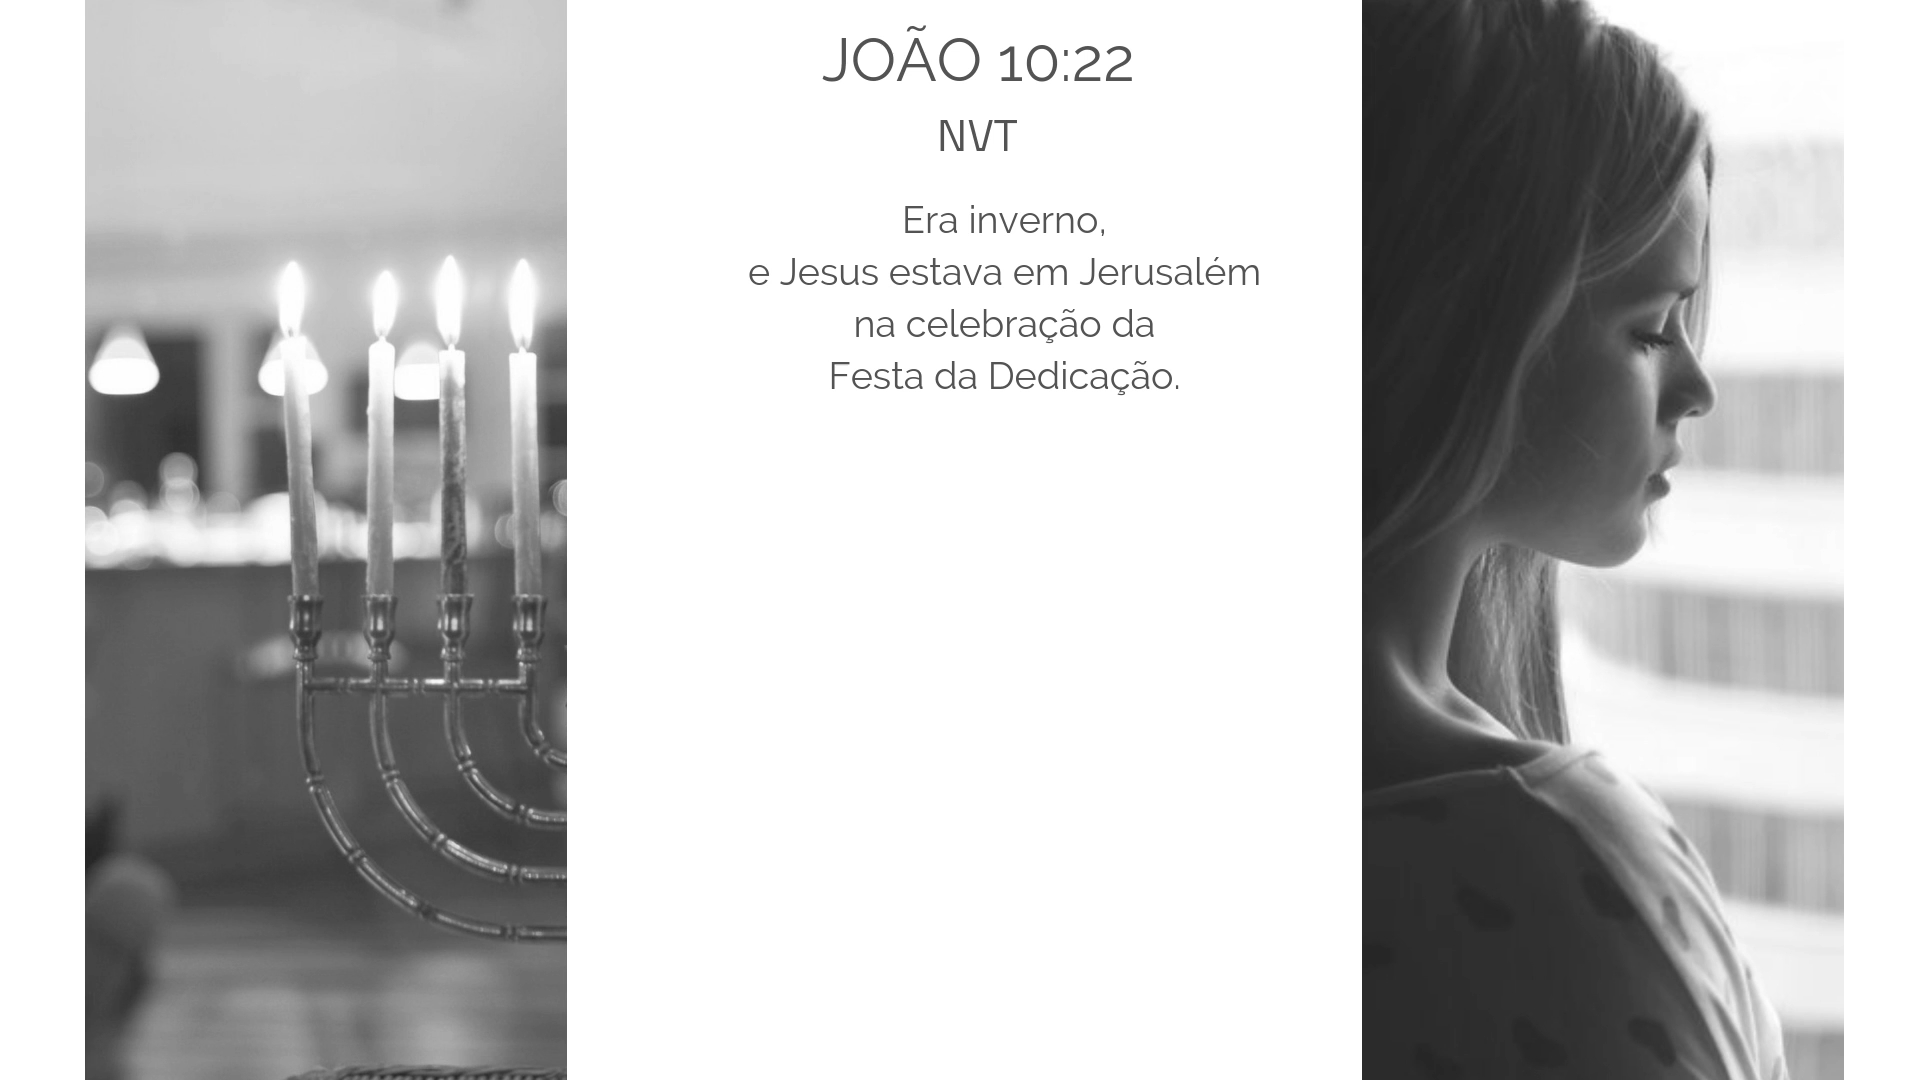 JOÃO 10:22
NVT
Era inverno,
e Jesus estava em Jerusalém
na celebração da
Festa da Dedicação.